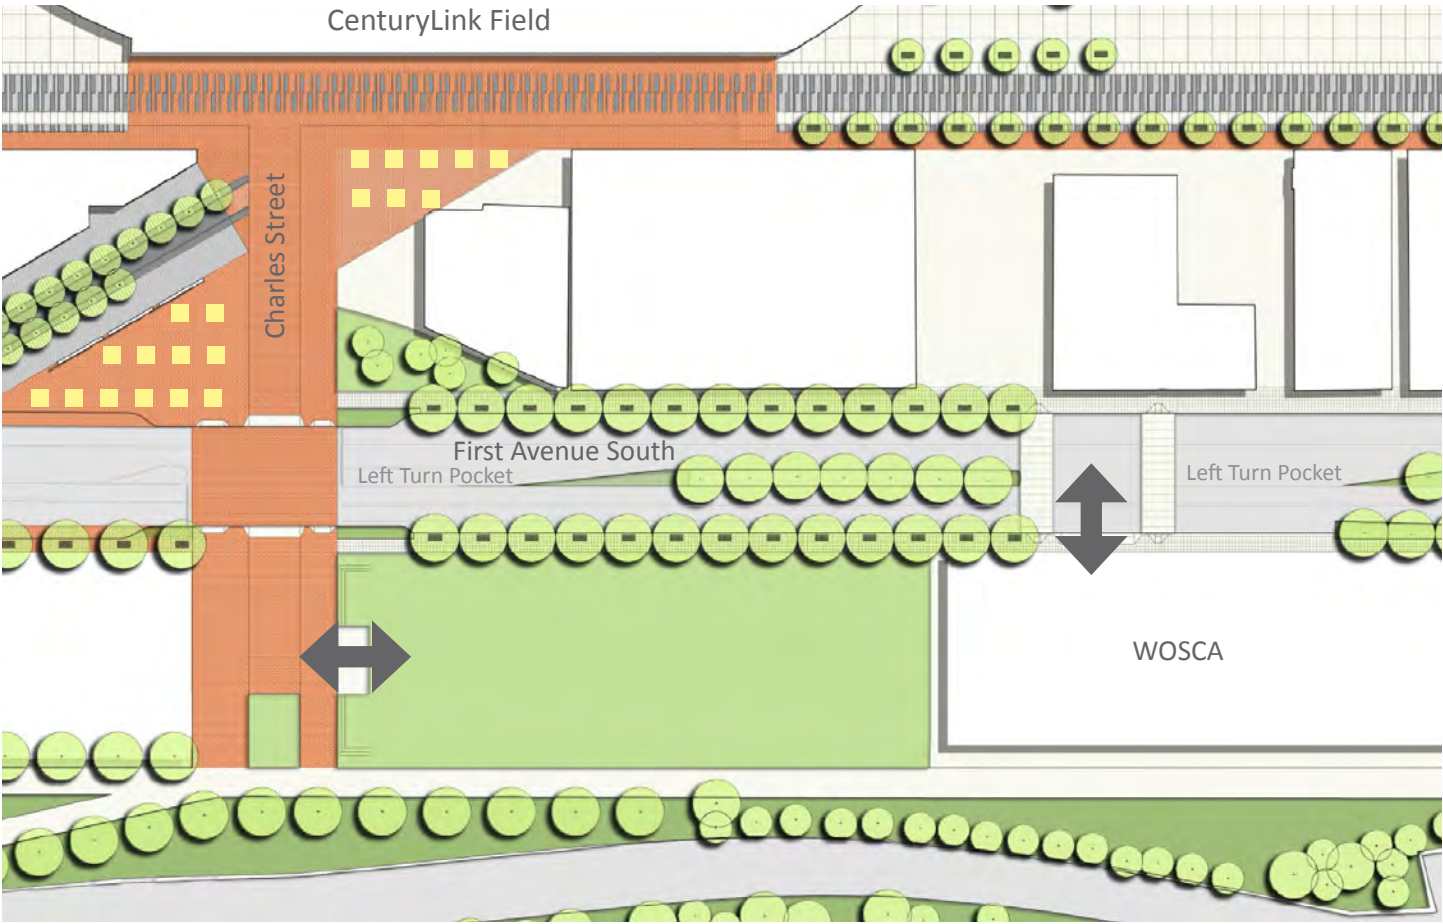 CenturyLink Field
Charles Street
First Avenue South
Left Turn Pocket
Left Turn Pocket
WOSCA